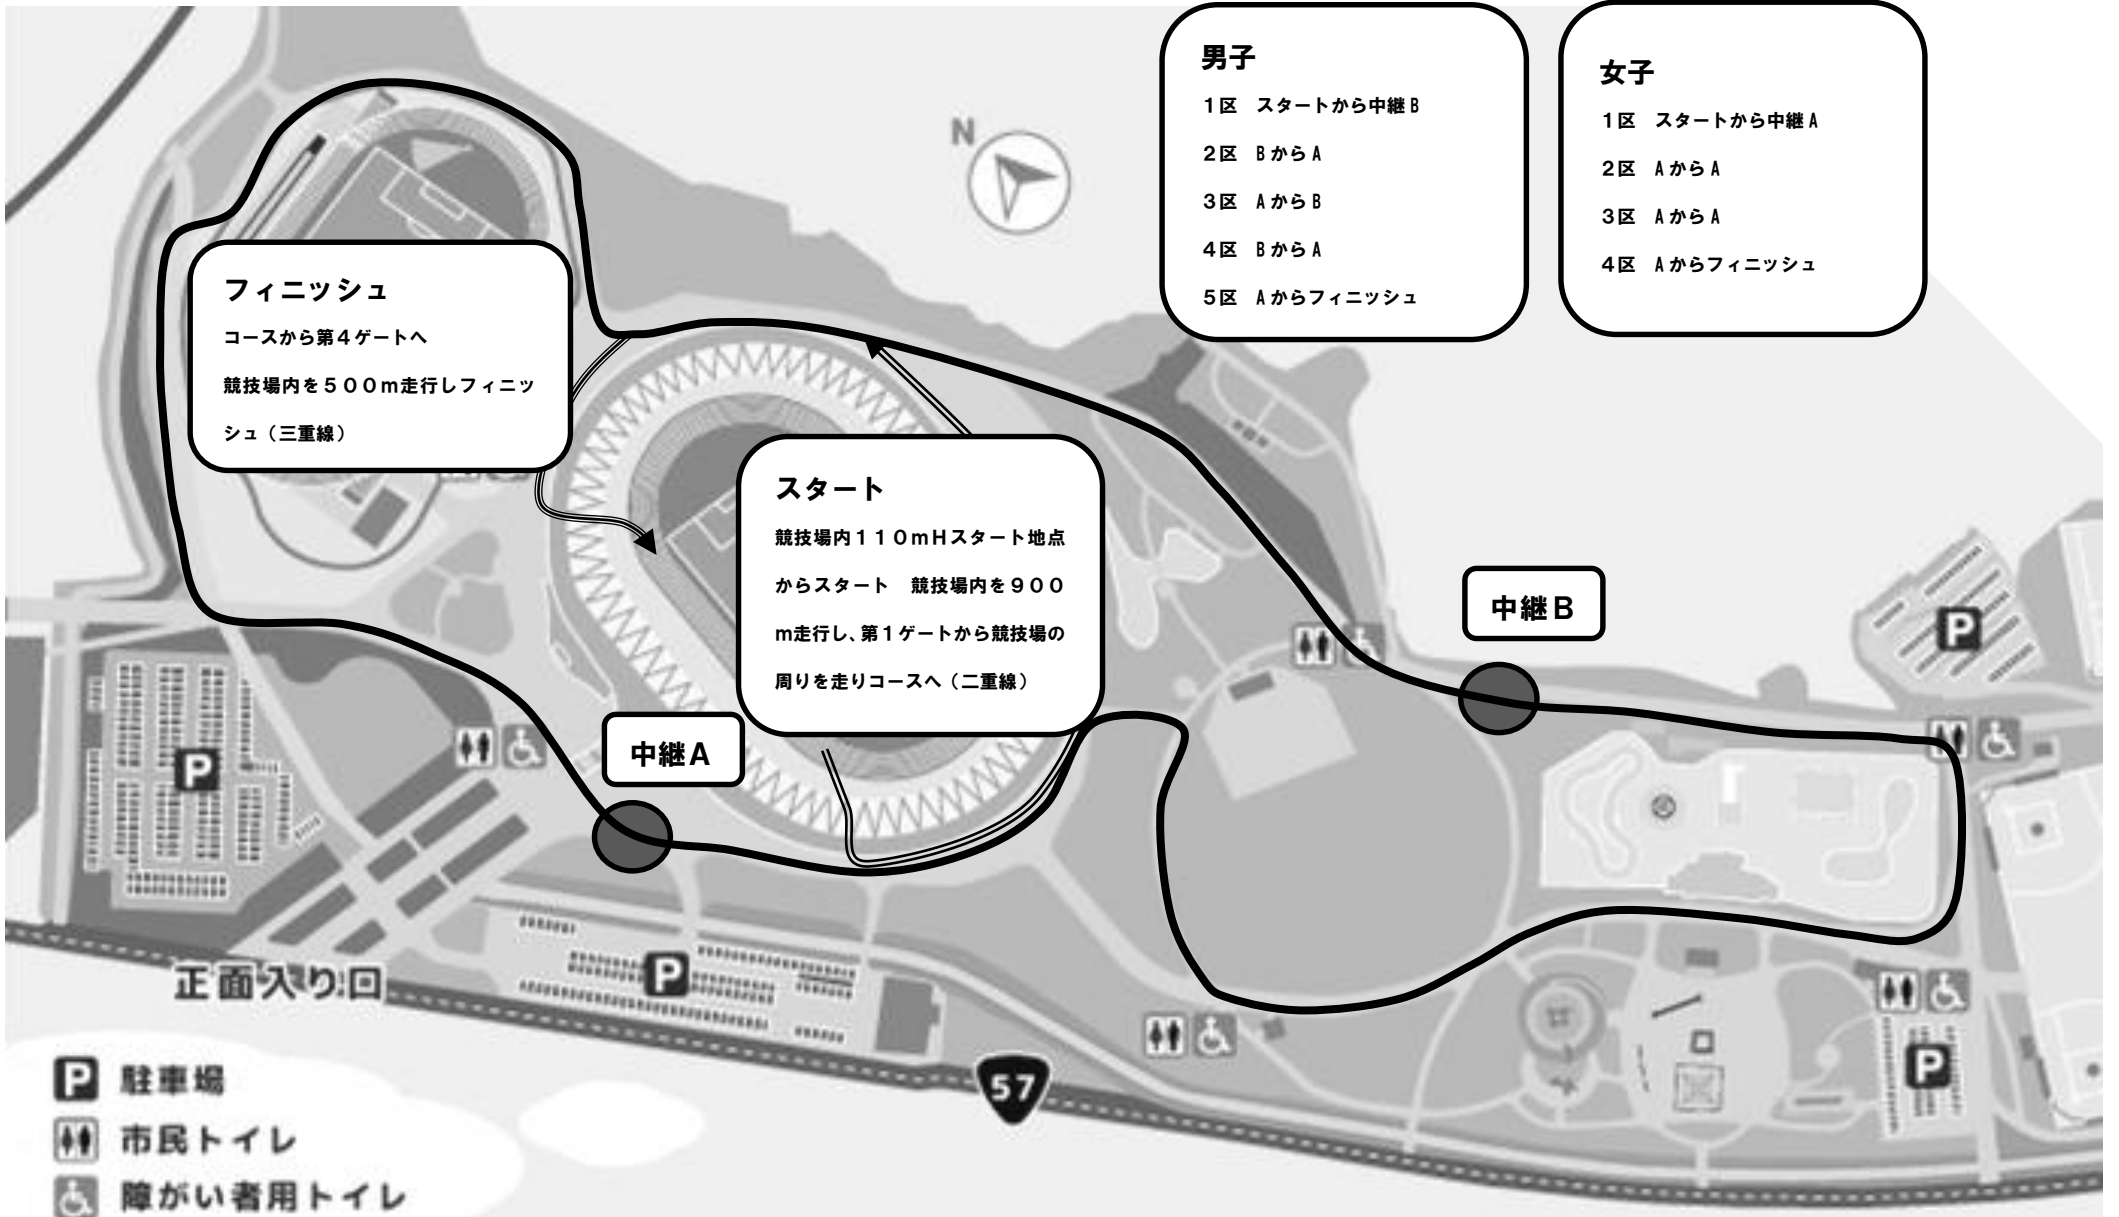 男子
1区　スタートから中継B
2区　BからA
3区　AからB
4区　BからA
5区　Aからフィニッシュ
女子
1区　スタートから中継A
2区　AからA
3区　AからA
4区　Aからフィニッシュ
N
フィニッシュ
コースから第４ゲートへ
競技場内を５００ｍ走行しフィニッ
シュ（三重線）
スタート
競技場内１１０ｍＨスタート地点
からスタート　競技場内を９００
ｍ走行し、第１ゲートから競技場の
周りを走りコースへ（二重線）
中継Ｂ
P
中継Ａ
P
P
正面入り口
P
57
P 駐車場
市民トイレ
障がい者用トイレ